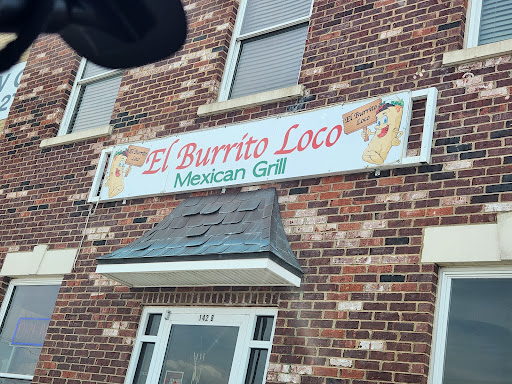 El Burrito Loco
Mexican Grill
El Burrito
Loco
142 B